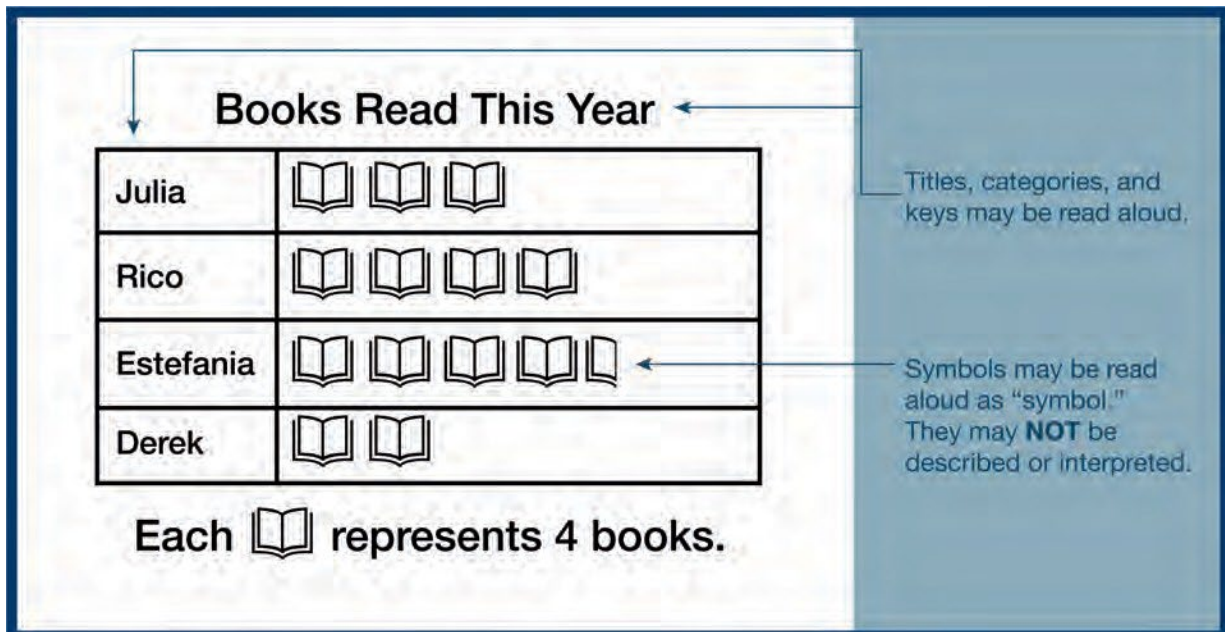 Books Read This Year
Julia
Rico
Estefania
Derek
Each represents 4 books.
Titles, categories, and
keys may be read aloud.
Symbols may be read
aloud as “symbol.”
They may NOT be
described or interpreted.